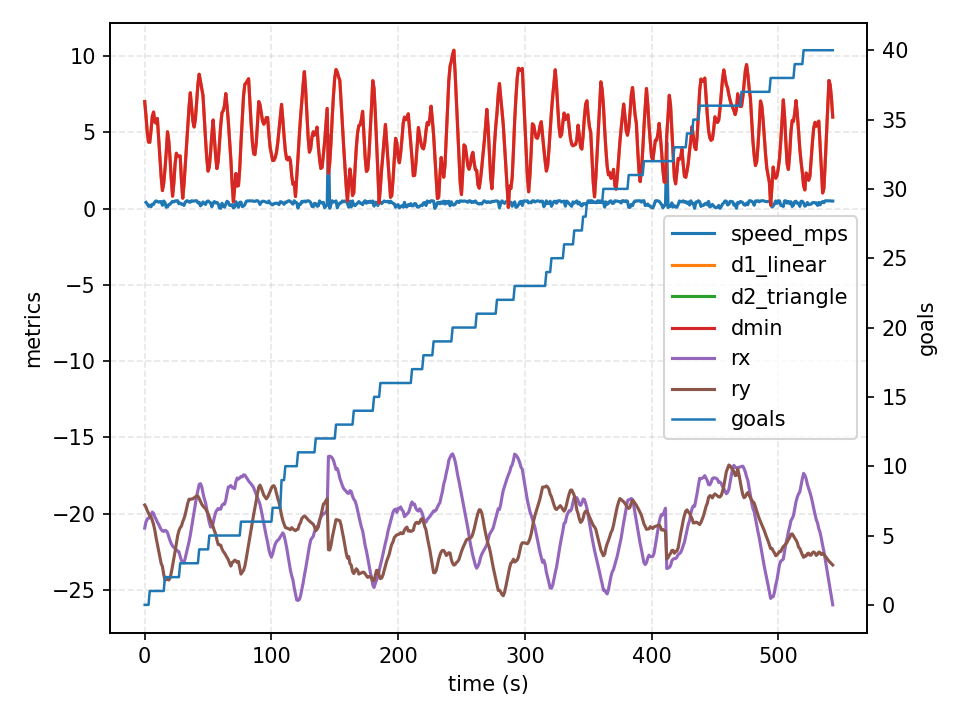 10
5
0
−5
−10
−15
−20
−25
metrics
0
100
200
300
400
500
time (s)
40
35
30
25
20
15
10
5
0
goals
speed_mps
d1_linear
d2_triangle
dmin
rx
ry
goals